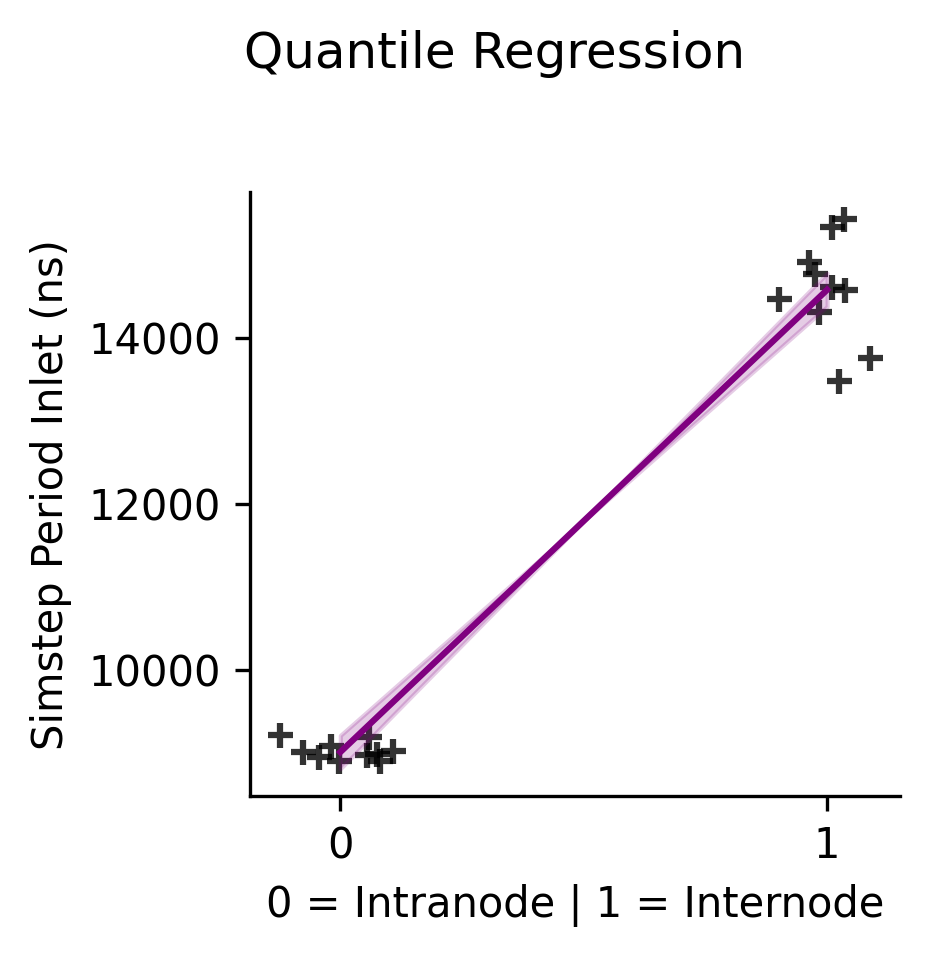 Quantile Regression
Simstep Period Inlet (ns)
14000
12000
10000
0 1
0 = Intranode | 1 = Internode